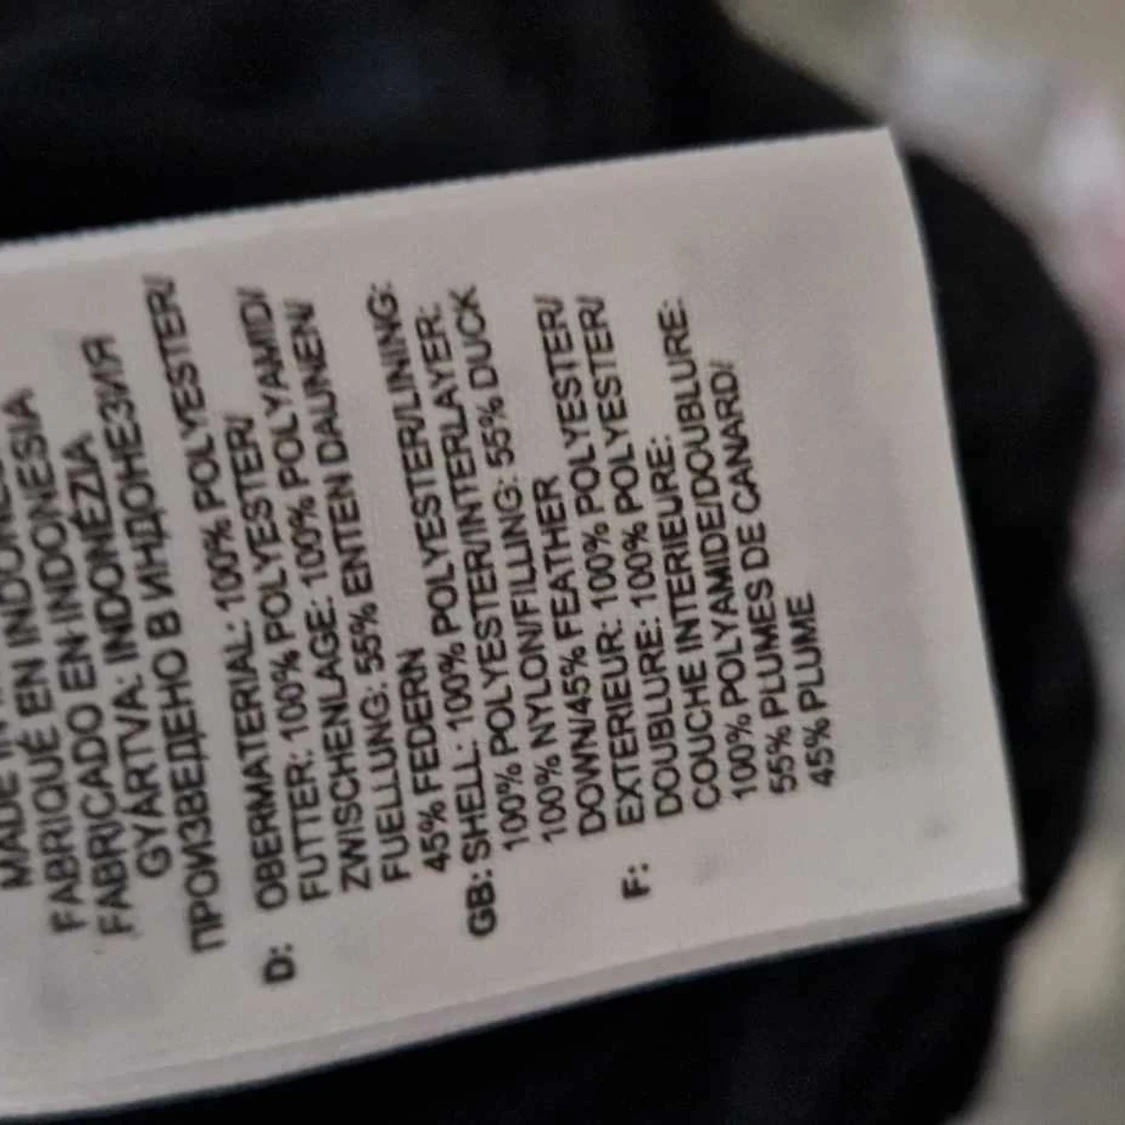 MADE IN
FABRIQUÉ EN INDONESIA
FABRICADO EN INDONÉZIA
GYÁRTVA: INDONÉZIA
ПРОИЗВЕДЕНО В ИНДОНЕЗИЯ
D: OBERMATERIAL: 100% POLYESTER/
FUTTER: 100% POLYESTER/
ZWISCHENLAGE: 100% POLYAMID/
FUELLUNG: 55% ENTEN DAUNEN/
45% FEDERN
GB: SHELL: 100% POLYESTER/LINING:
100% POLYESTER/INTERLAYER:
100% NYLON/FILLING: 55% DUCK
DOWN/45% FEATHER
F: EXTERIEUR: 100% POLYESTER/
DOUBLURE: 100% POLYESTER/
COUCHE INTERIEURE/DOUBLURE:
100% POLYAMIDE/
55% PLUMES DE CANARD/
45% PLUME